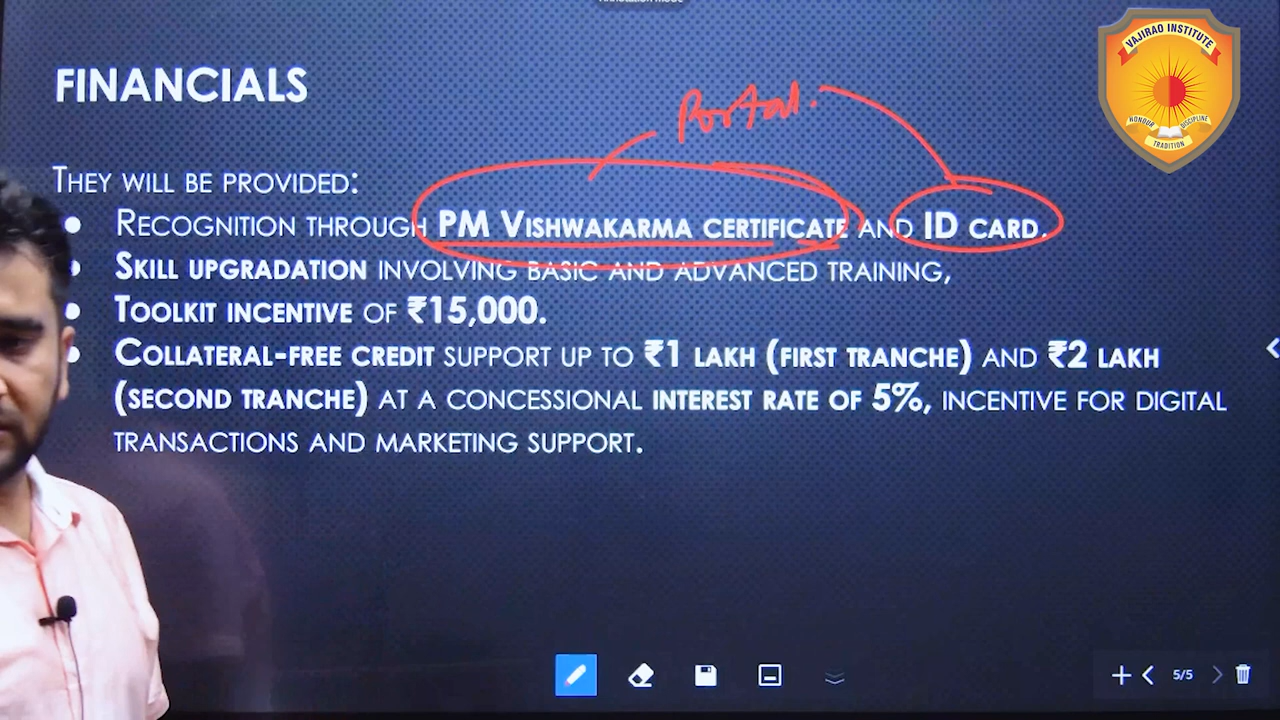 VAJIRAO INSTITUTE
HONOUR
DISCIPLINE
TRADITION
FINANCIALS
Portal.
THEY WILL BE PROVIDED:
• RECOGNITION THROUGH PM VISHWAKARMA CERTIFICATE AND ID CARD,
• SKILL UPGRADATION INVOLVING BASIC AND ADVANCED TRAINING,
• TOOLKIT INCENTIVE OF ₹15,000.
• COLLATERAL-FREE CREDIT SUPPORT UP TO ₹1 LAKH (FIRST TRANCHE) AND ₹2 LAKH
(SECOND TRANCHE) AT A CONCESSIONAL INTEREST RATE OF 5%, INCENTIVE FOR DIGITAL
TRANSACTIONS AND MARKETING SUPPORT.
5/5